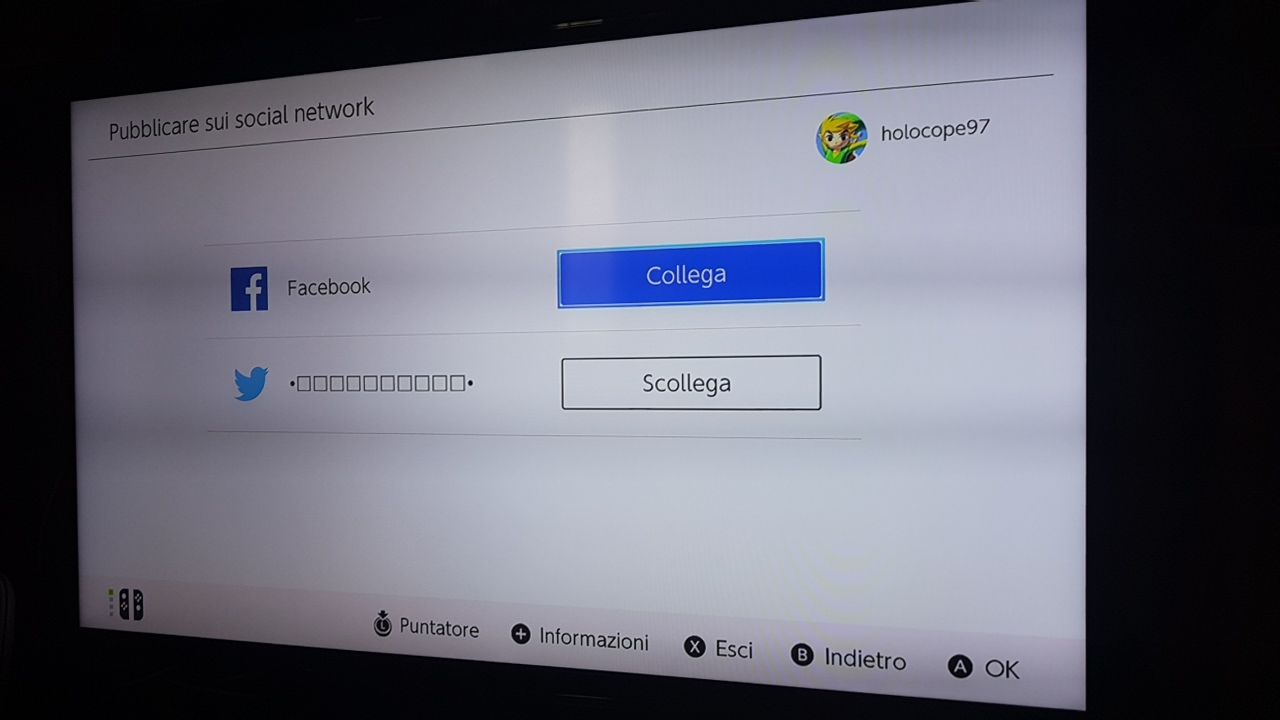 Pubblicare sui social network
holocope97
Facebook
Collega
•□□□□□□□□□□•
Scollega
L Puntatore
+ Informazioni
X Esci
B Indietro
A OK